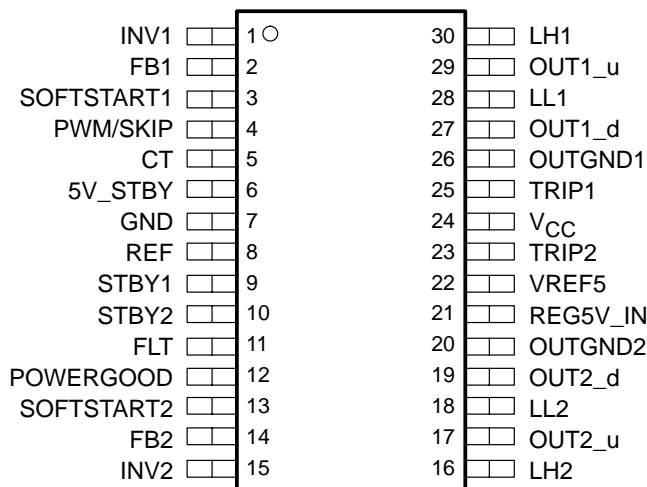 INV1 1 30 LH1
FB1 2 29 OUT1_u
SOFTSTART1 3 28 LL1
PWM/SKIP 4 27 OUT1_d
CT 5 26 OUTGND1
5V_STBY 6 25 TRIP1
GND 7 24 VCC
REF 8 23 TRIP2
STBY1 9 22 VREF5
STBY2 10 21 REG5V_IN
FLT 11 20 OUTGND2
POWERGOOD 12 19 OUT2_d
SOFTSTART2 13 18 LL2
FB2 14 17 OUT2_u
INV2 15 16 LH2